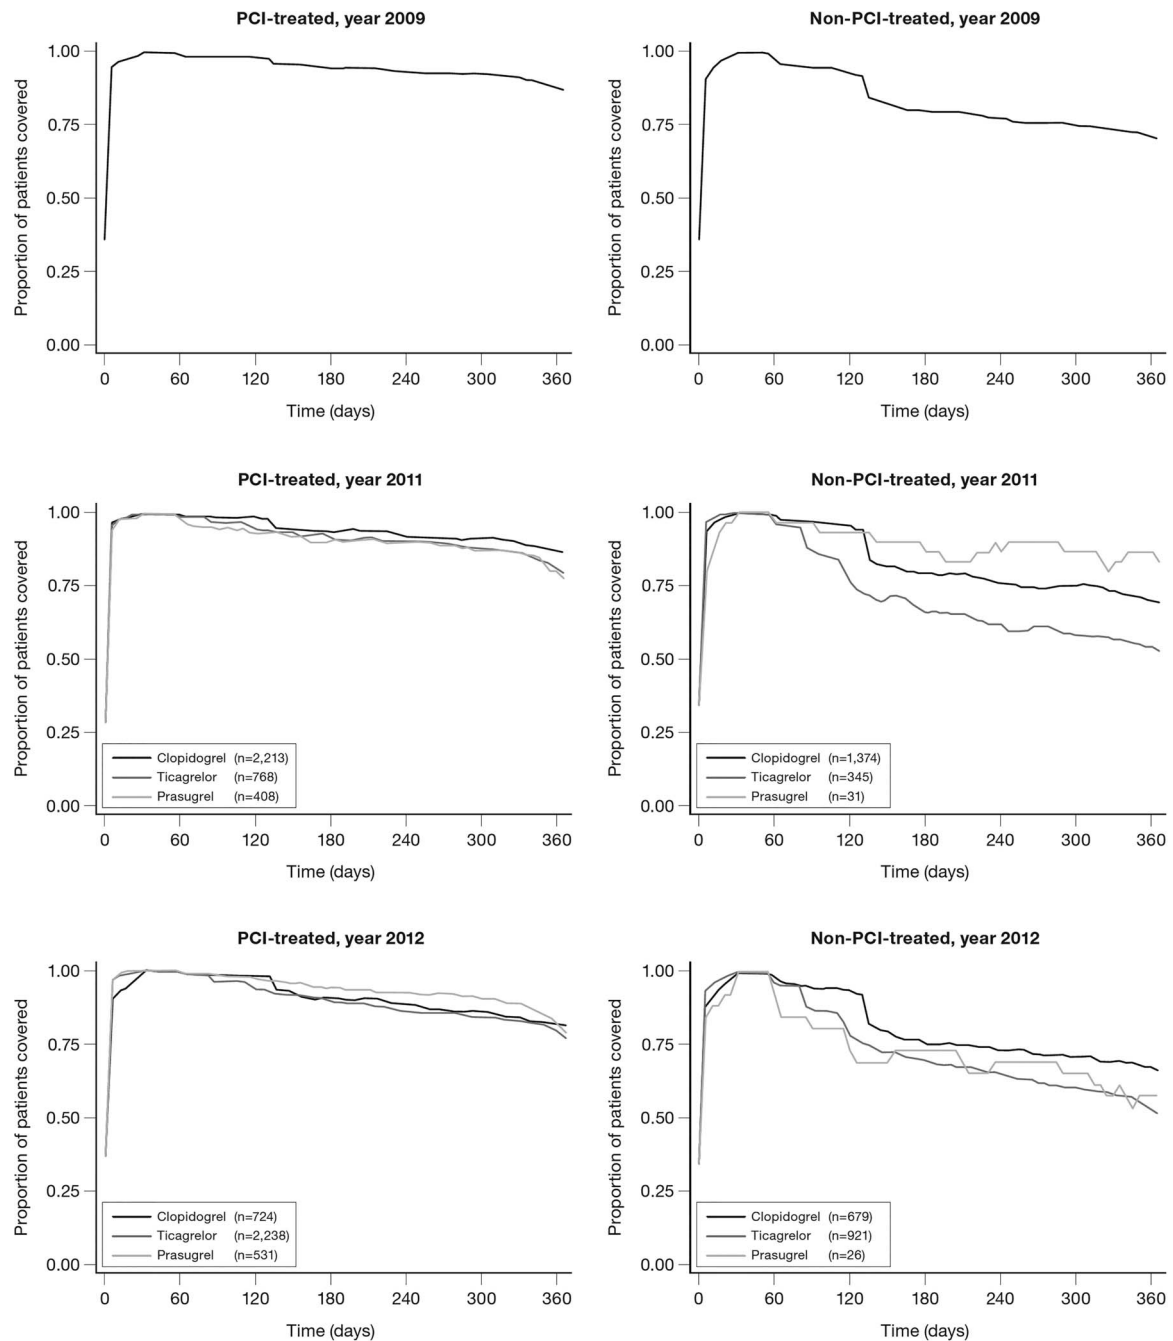 PCI-treated, year 2009
Proportion of patients covered
1.00
0.75
0.50
0.25
0.00
0 60 120 180 240 300 360
Time (days)
Non-PCI-treated, year 2009
Proportion of patients covered
1.00
0.75
0.50
0.25
0.00
0 60 120 180 240 300 360
Time (days)
PCI-treated, year 2011
Proportion of patients covered
1.00
0.75
0.50
0.25
0.00
Clopidogrel (n=2,213)
Ticagrelor (n=768)
Prasugrel (n=408)
0 60 120 180 240 300 360
Time (days)
Non-PCI-treated, year 2011
Proportion of patients covered
1.00
0.75
0.50
0.25
0.00
Clopidogrel (n=1,374)
Ticagrelor (n=345)
Prasugrel (n=31)
0 60 120 180 240 300 360
Time (days)
PCI-treated, year 2012
Proportion of patients covered
1.00
0.75
0.50
0.25
0.00
Clopidogrel (n=724)
Ticagrelor (n=2,238)
Prasugrel (n=531)
0 60 120 180 240 300 360
Time (days)
Non-PCI-treated, year 2012
Proportion of patients covered
1.00
0.75
0.50
0.25
0.00
Clopidogrel (n=679)
Ticagrelor (n=921)
Prasugrel (n=26)
0 60 120 180 240 300 360
Time (days)